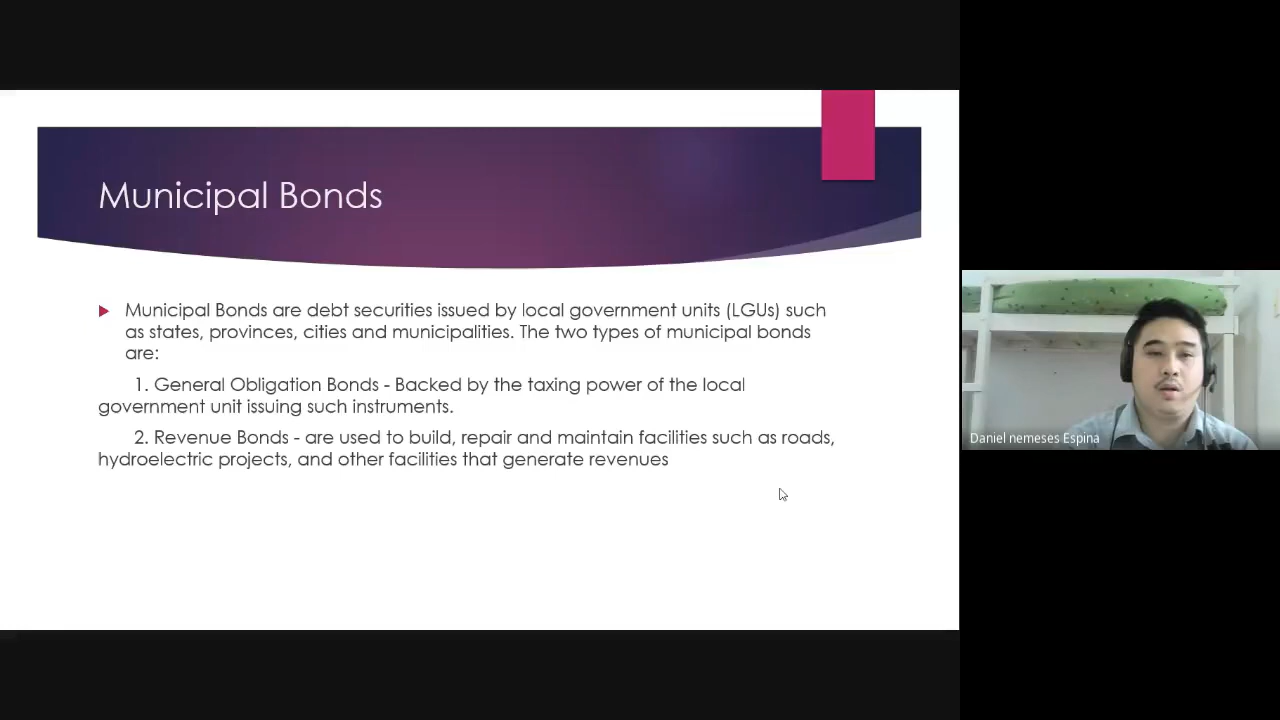 Municipal Bonds
Municipal Bonds are debt securities issued by local government units (LGUs) such
as states, provinces, cities and municipalities. The two types of municipal bonds
are:
1. General Obligation Bonds - Backed by the taxing power of the local
government unit issuing such instruments.
2. Revenue Bonds - are used to build, repair and maintain facilities such as roads,
hydroelectric projects, and other facilities that generate revenues
Daniel nemeses Espina